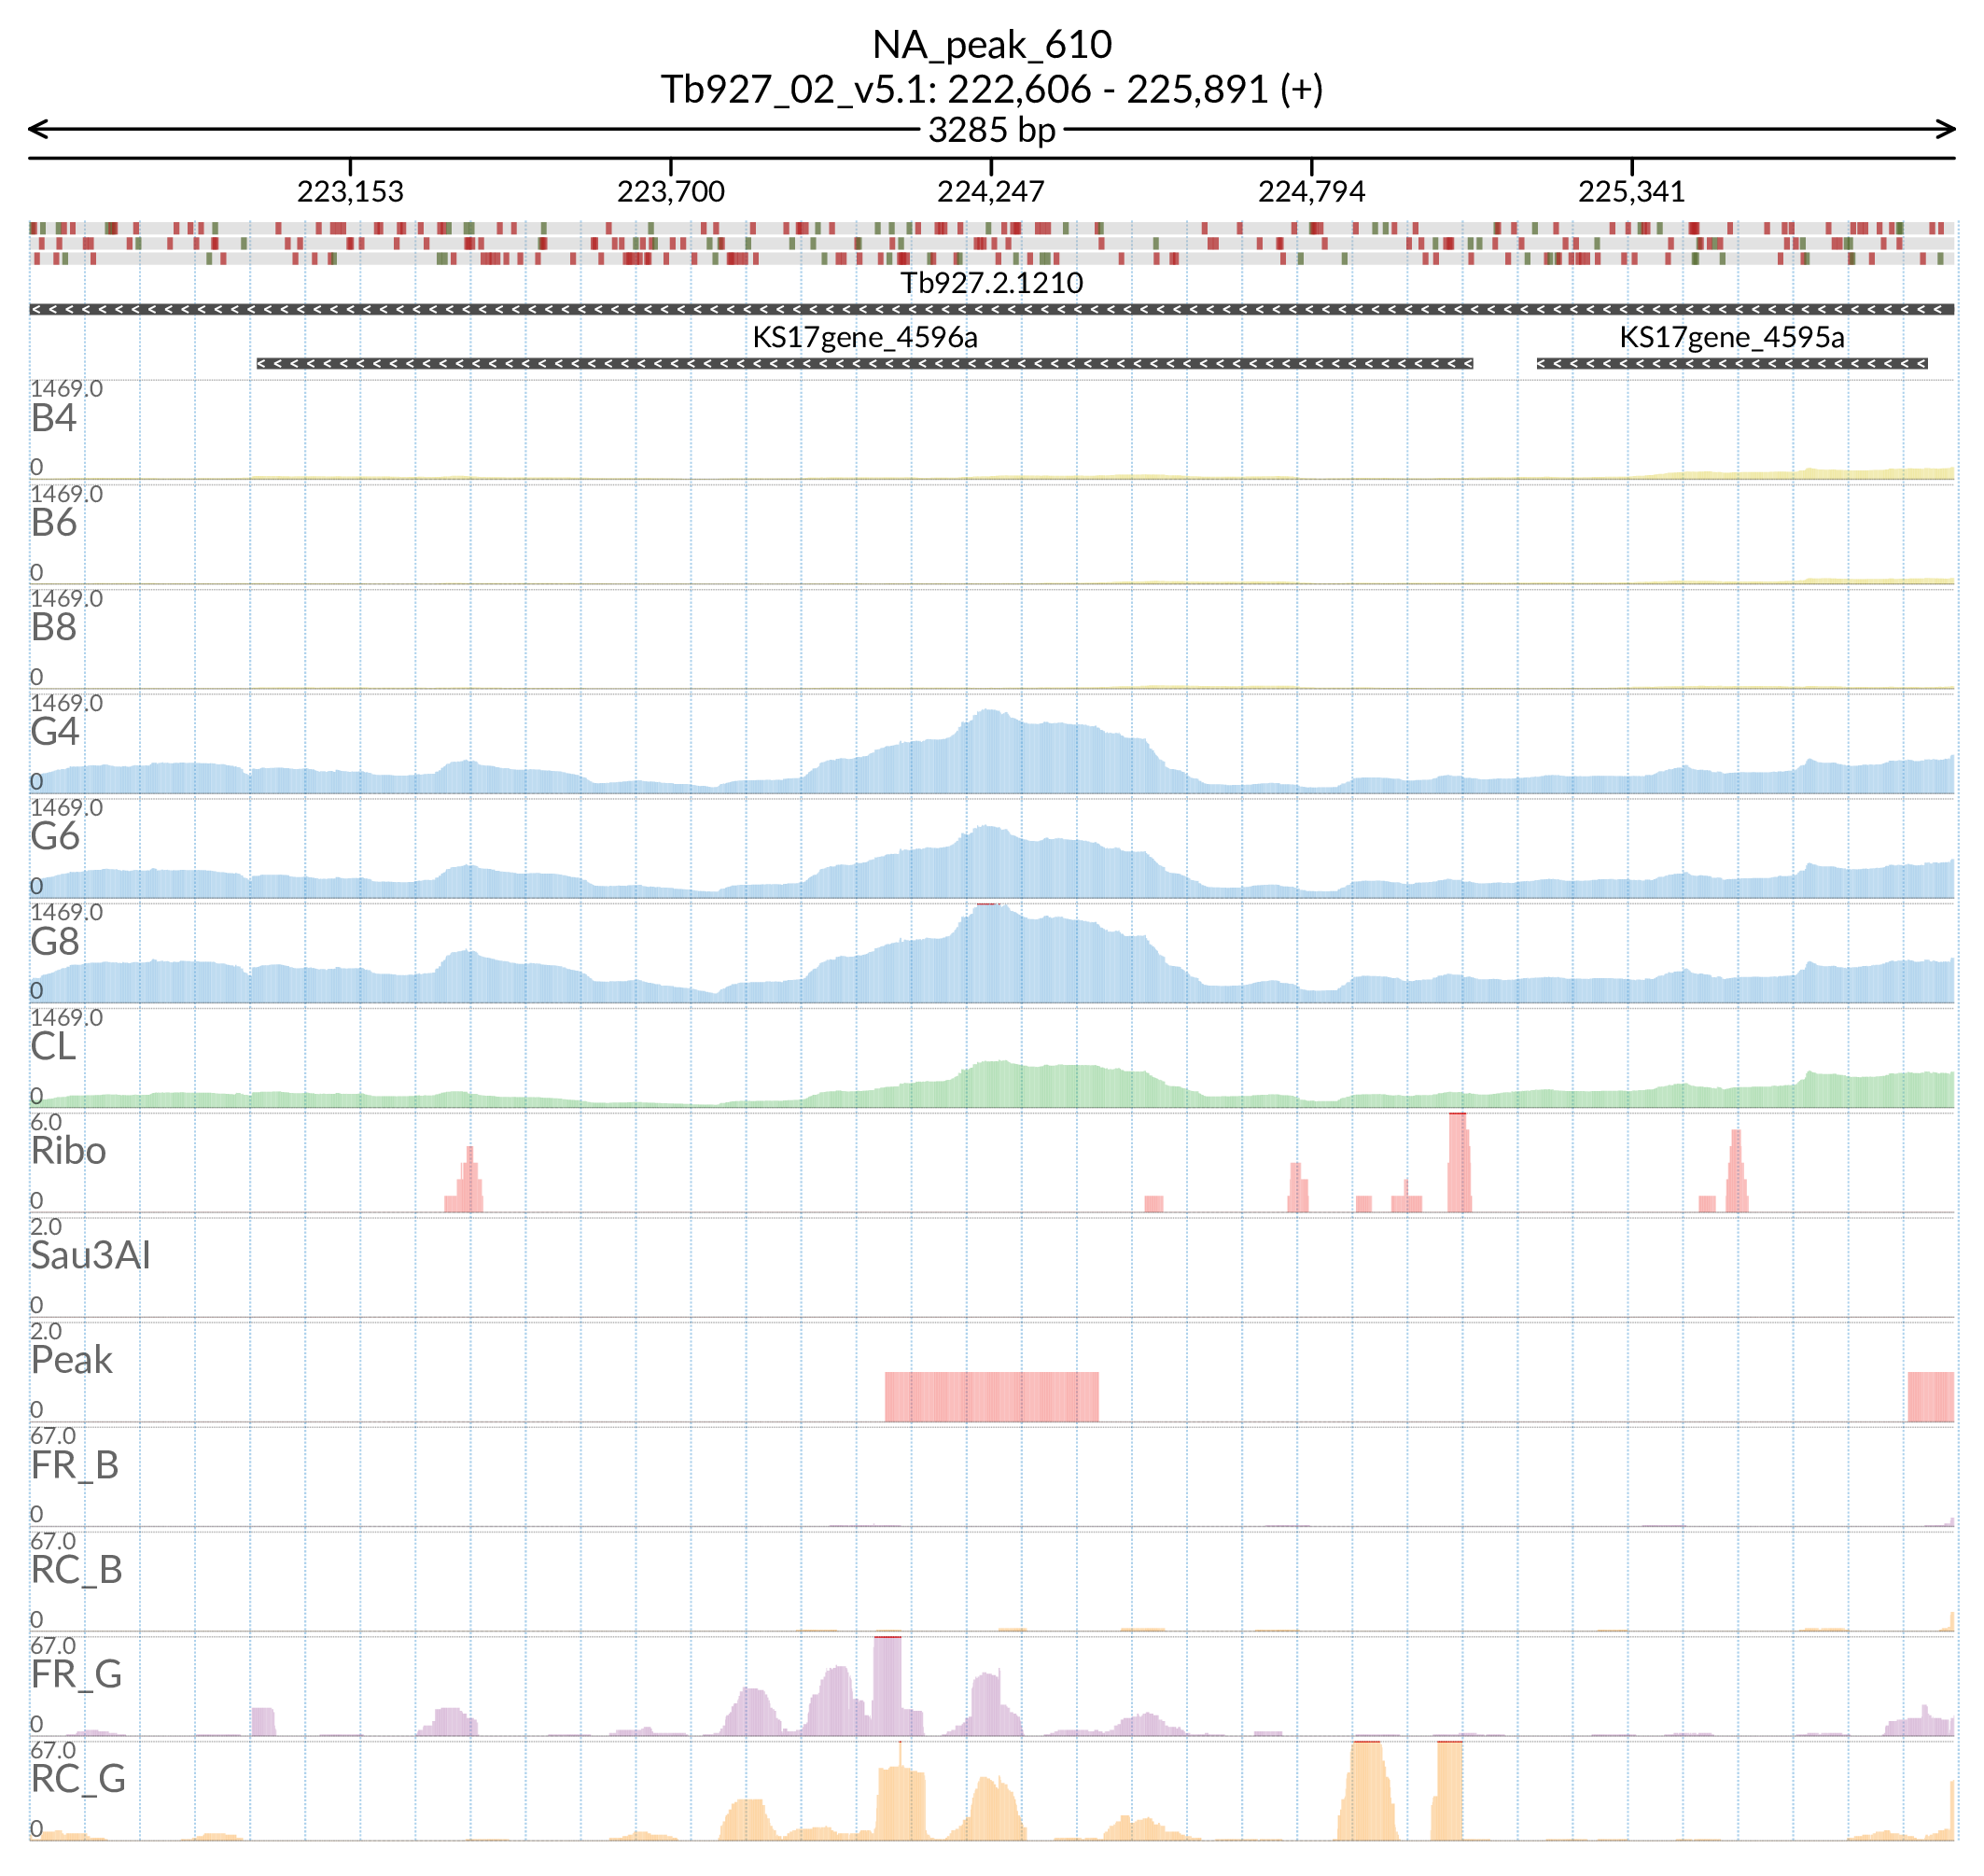 NA_peak_610
Tb927_02_v5.1: 222,606 - 225,891 (+)
3285 bp
223,153 223,700 224,247 224,794 225,341
Tb927.2.1210
KS17gene_4596a KS17gene_4595a
1469.0
B4
0
1469.0
B6
0
1469.0
B8
0
1469.0
G4
0
1469.0
G6
0
1469.0
G8
0
1469.0
CL
0
6.0
Ribo
0
2.0
Sau3AI
0
2.0
Peak
0
67.0
FR_B
0
67.0
RC_B
0
67.0
FR_G
0
67.0
RC_G
0